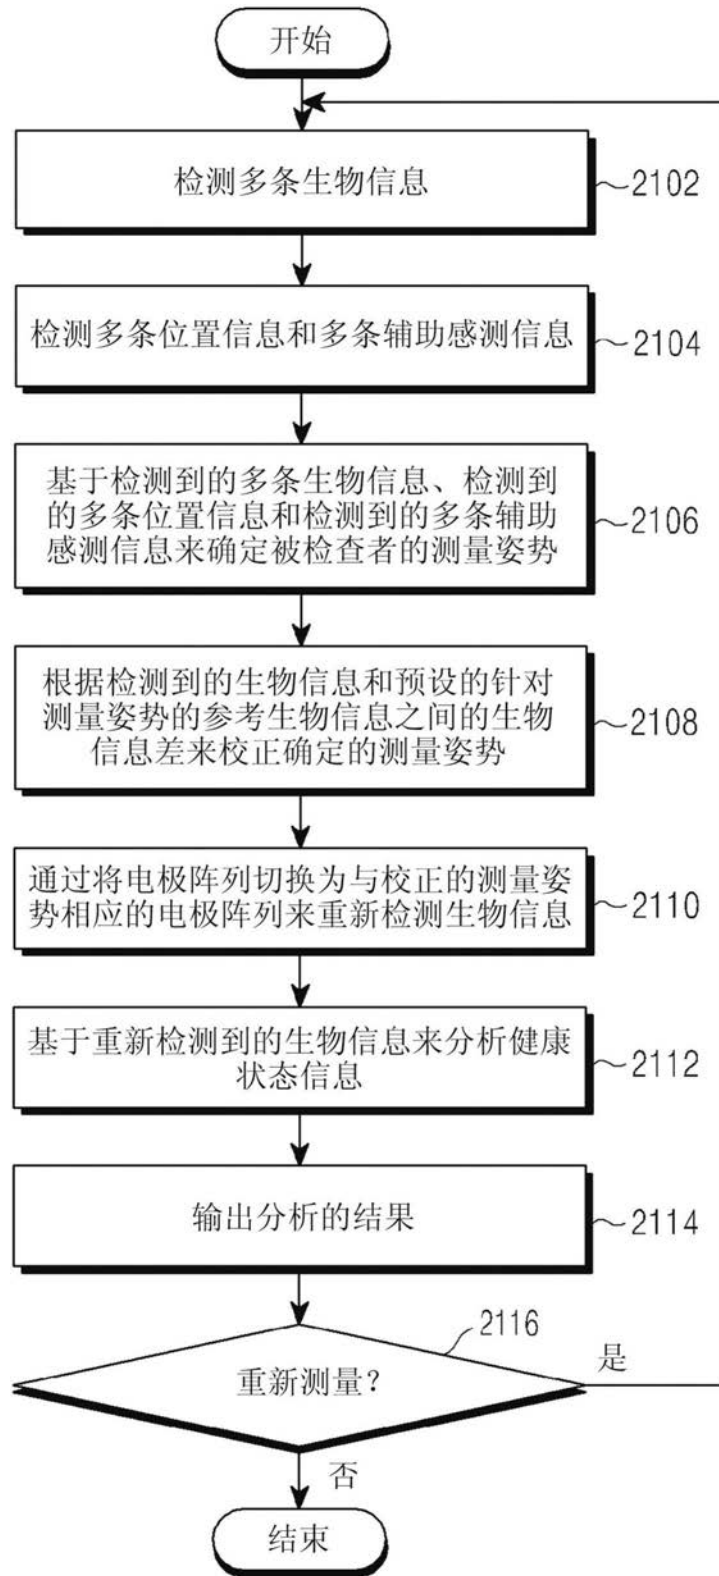 开始
检测多条生物信息
2102
检测多条位置信息和多条辅助感测信息
2104
基于检测到的多条生物信息、检测到
的多条位置信息和检测到的多条辅助
感测信息来确定被检查者的测量姿势
2106
根据检测到的生物信息和预设的针对
测量姿势的参考生物信息之间的生物
信息差来校正确定的测量姿势
2108
通过将电极阵列切换为与校正的测量姿
势相应的电极阵列来重新检测生物信息
2110
基于重新检测到的生物信息来分析健康
状态信息
2112
输出分析的结果
2114
2116
重新测量?
是
否
结束